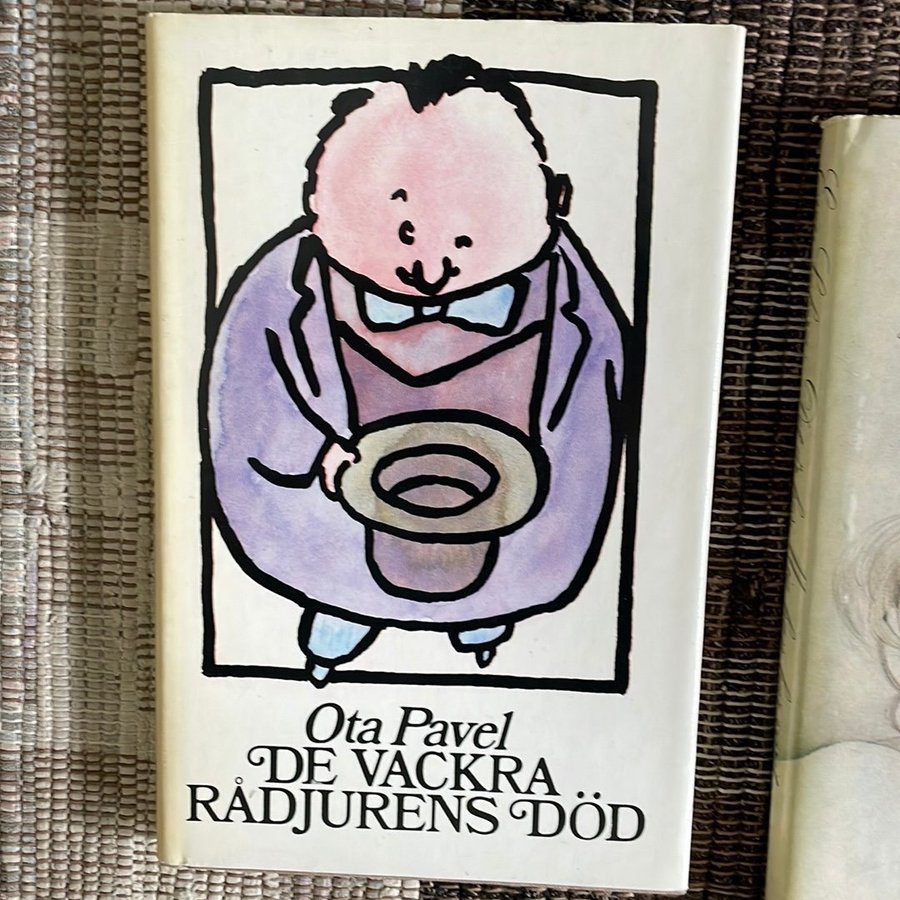 Ota Pavel
DE VACKRA
RÅDJURENS DÖD